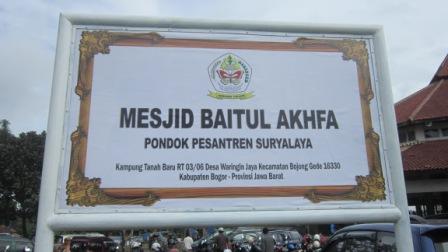 MESJID BAITUL AKHFA
PONDOK PESANTREN SURYALAYA
Kampung Tanah Baru RT 03/06 Desa Waringin Jaya Kecamatan Bojong Gede 16330
Kabupaten Bogor - Provinsi Jawa Barat